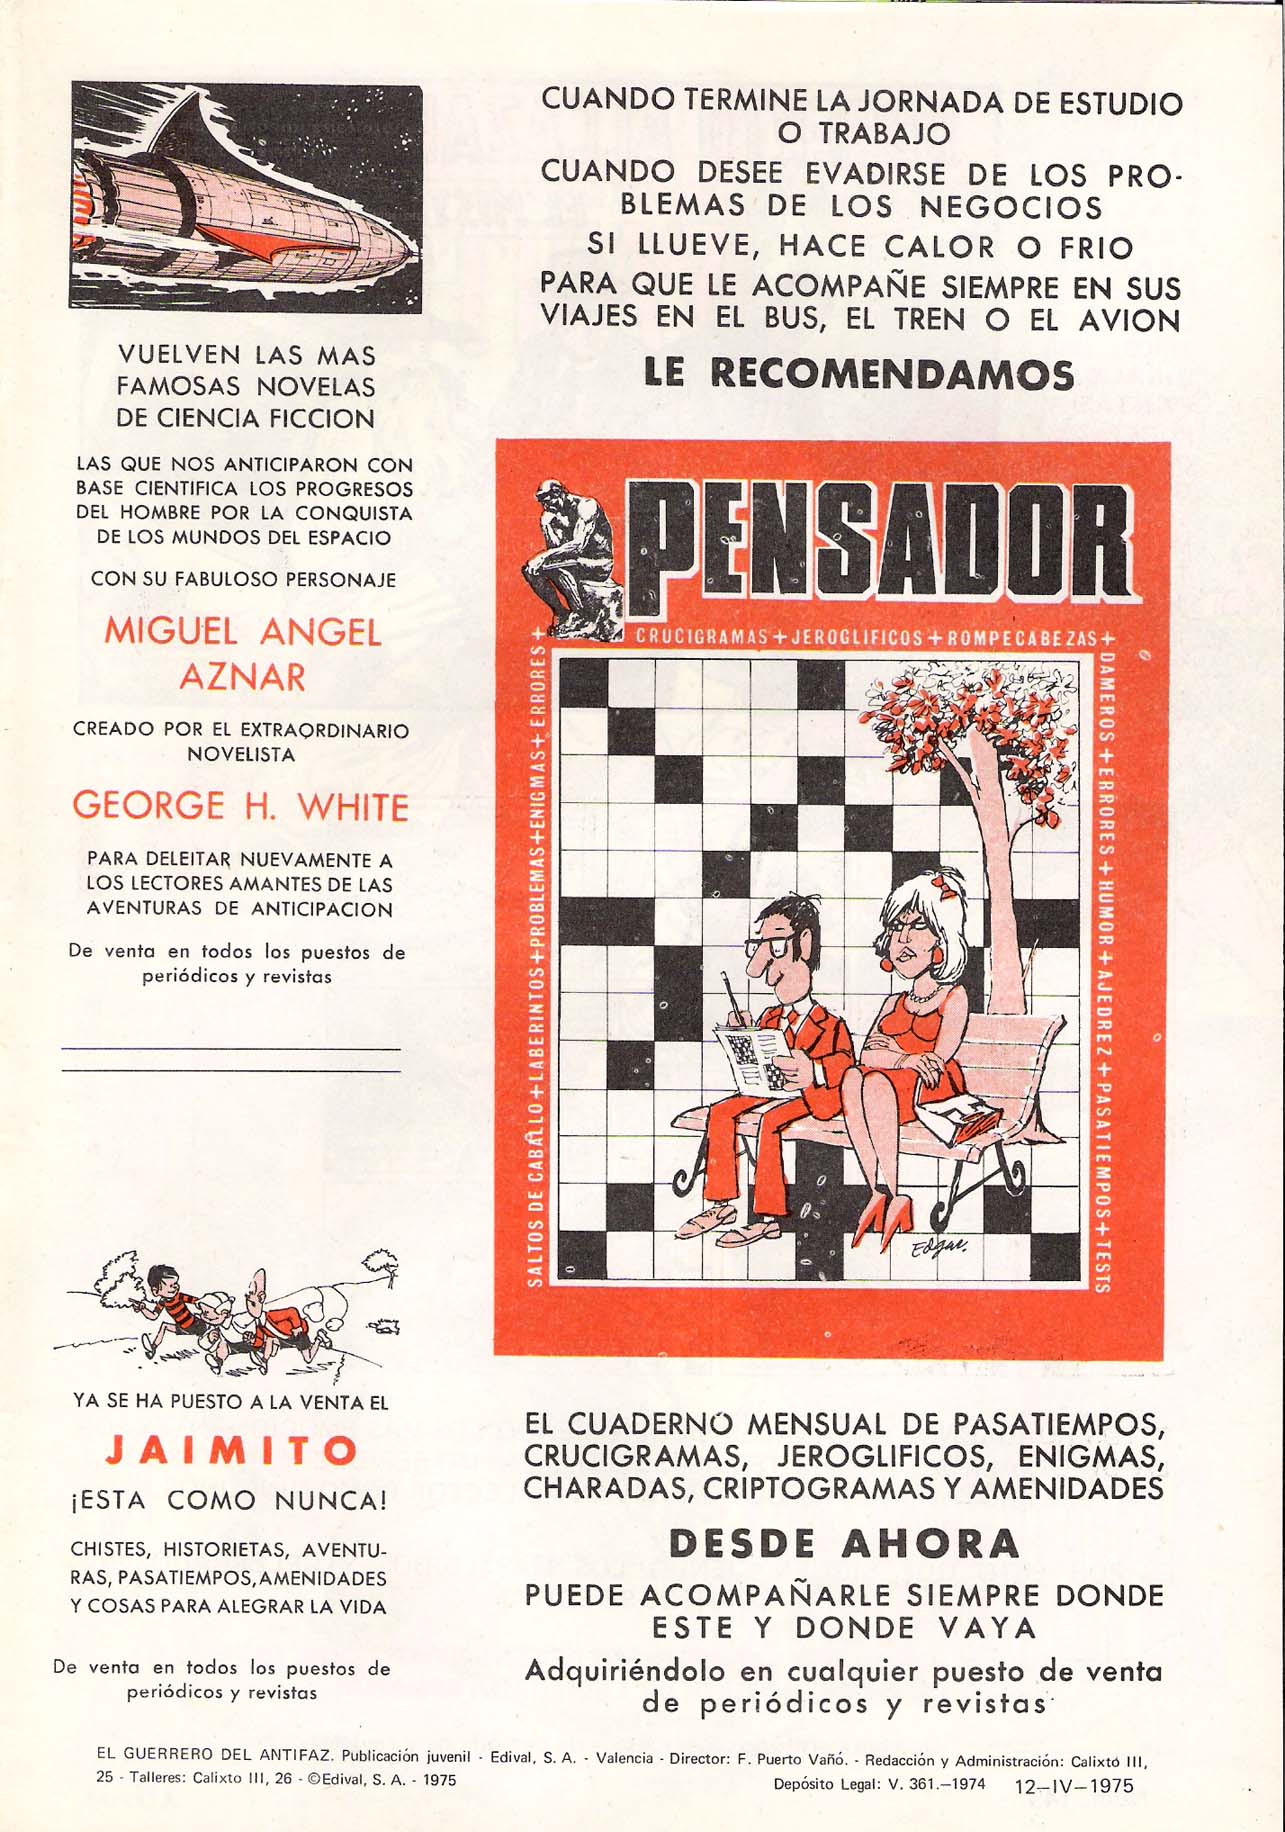 VUELVEN LAS MAS
FAMOSAS NOVELAS
DE CIENCIA FICCION
LAS QUE NOS ANTICIPARON CON
BASE CIENTIFICA LOS PROGRESOS
DEL HOMBRE POR LA CONQUISTA
DE LOS MUNDOS DEL ESPACIO
CON SU FABULOSO PERSONAJE
MIGUEL ANGEL
AZNAR
CREADO POR EL EXTRAORDINARIO
NOVELISTA
GEORGE H. WHITE
PARA DELEITAR NUEVAMENTE A
LOS LECTORES AMANTES DE LAS
AVENTURAS DE ANTICIPACION
De venta en todos los puestos de
periódicos y revistas
YA SE HA PUESTO A LA VENTA EL
JAIMITO
¡ESTA COMO NUNCA!
CHISTES, HISTORIETAS, AVENTU-
RAS, PASATIEMPOS, AMENIDADES
Y COSAS PARA ALEGRAR LA VIDA
De venta en todos los puestos de
periódicos y revistas
CUANDO TERMINE LA JORNADA DE ESTUDIO
O TRABAJO
CUANDO DESEE EVADIRSE DE LOS PRO-
BLEMAS DE LOS NEGOCIOS
SI LLUEVE, HACE CALOR O FRIO
PARA QUE LE ACOMPAÑE SIEMPRE EN SUS
VIAJES EN EL BUS, EL TREN O EL AVION
LE RECOMENDAMOS
PENSADOR
CRUCIGRAMAS+JEROGLIFICOS+ROMPECABEZAS+
DAMEROS+ERRORES+HUMOR+AJEDREZ+PASATIEMPOS+TESTS
SALTOS DE CABALLO+LABERINTOS+PROBLEMAS+ENIGMAS+ERRORES+
Edgar.
EL CUADERNO MENSUAL DE PASATIEMPOS,
CRUCIGRAMAS, JEROGLIFICOS, ENIGMAS,
CHARADAS, CRIPTOGRAMAS Y AMENIDADES
DESDE AHORA
PUEDE ACOMPAÑARLE SIEMPRE DONDE
ESTE Y DONDE VAYA
Adquiriéndolo en cualquier puesto de venta
de periódicos y revistas
EL GUERRERO DEL ANTIFAZ. Publicación juvenil - Edival, S. A. - Valencia - Director: F. Puerto Vañó. - Redacción y Administración: Calixto III,
25 - Talleres: Calixto III, 26 - ©Edival, S. A. - 1975 Depósito Legal: V. 361.—1974 12—IV—1975